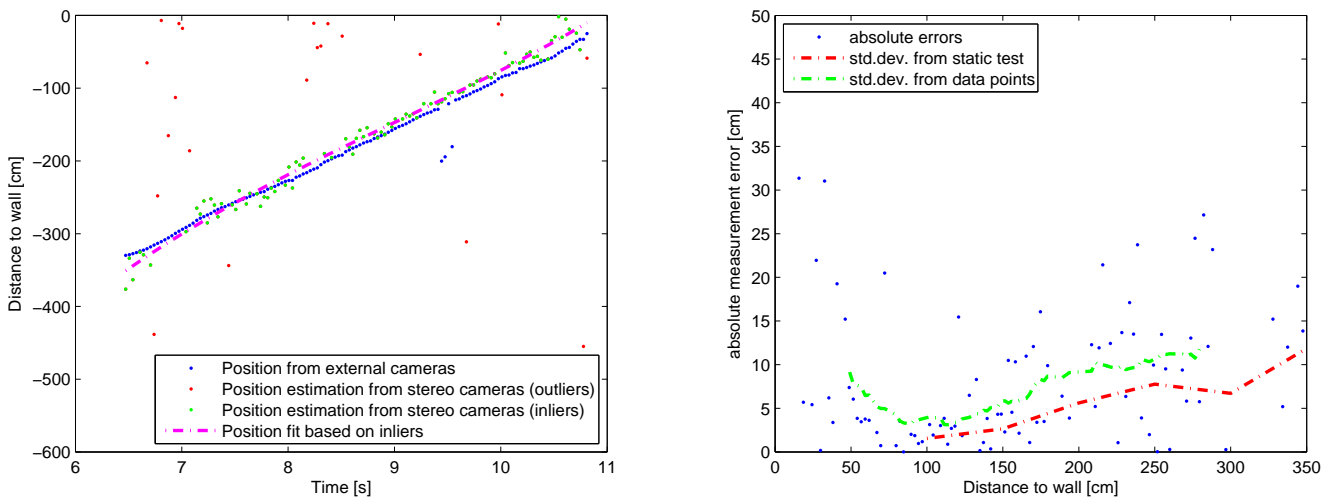 0
−100
−200
−300
−400
−500
−600
6
7
8
9
10
11
Distance to wall [cm]
Time [s]
Position from external cameras
Position estimation from stereo cameras (outliers)
Position estimation from stereo cameras (inliers)
Position fit based on inliers
50
45
40
35
30
25
20
15
10
5
0
0
50
100
150
200
250
300
350
absolute measurement error [cm]
Distance to wall [cm]
absolute errors
std.dev. from static test
std.dev. from data points